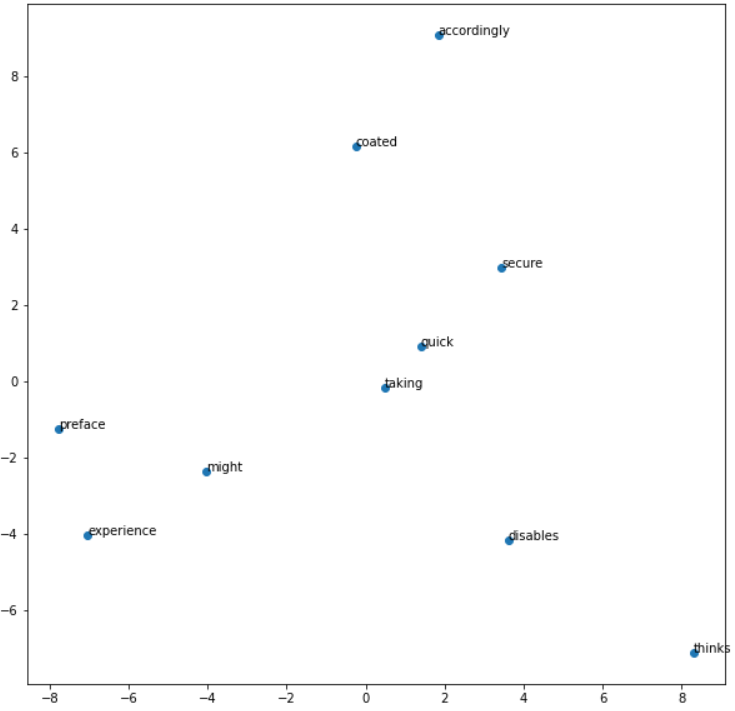 accordingly
8
coated
6
4
secure
2
quick
0
taking
preface
−2
might
experience
−4
disables
−6
thinks
−8 −6 −4 −2 0 2 4 6 8